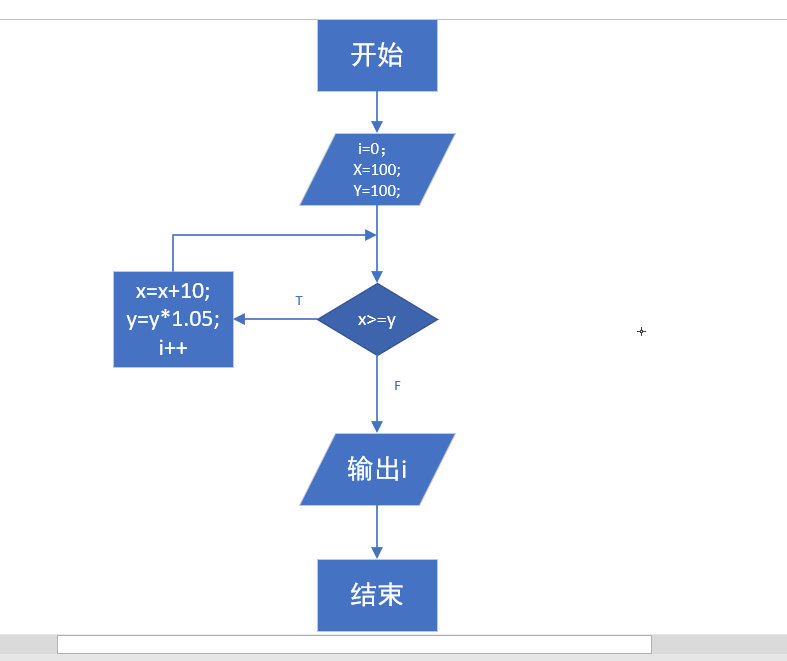 开始
i=0；
X=100;
Y=100;
x=x+10;
y=y*1.05;
i++
T
x>=y
F
输出i
结束